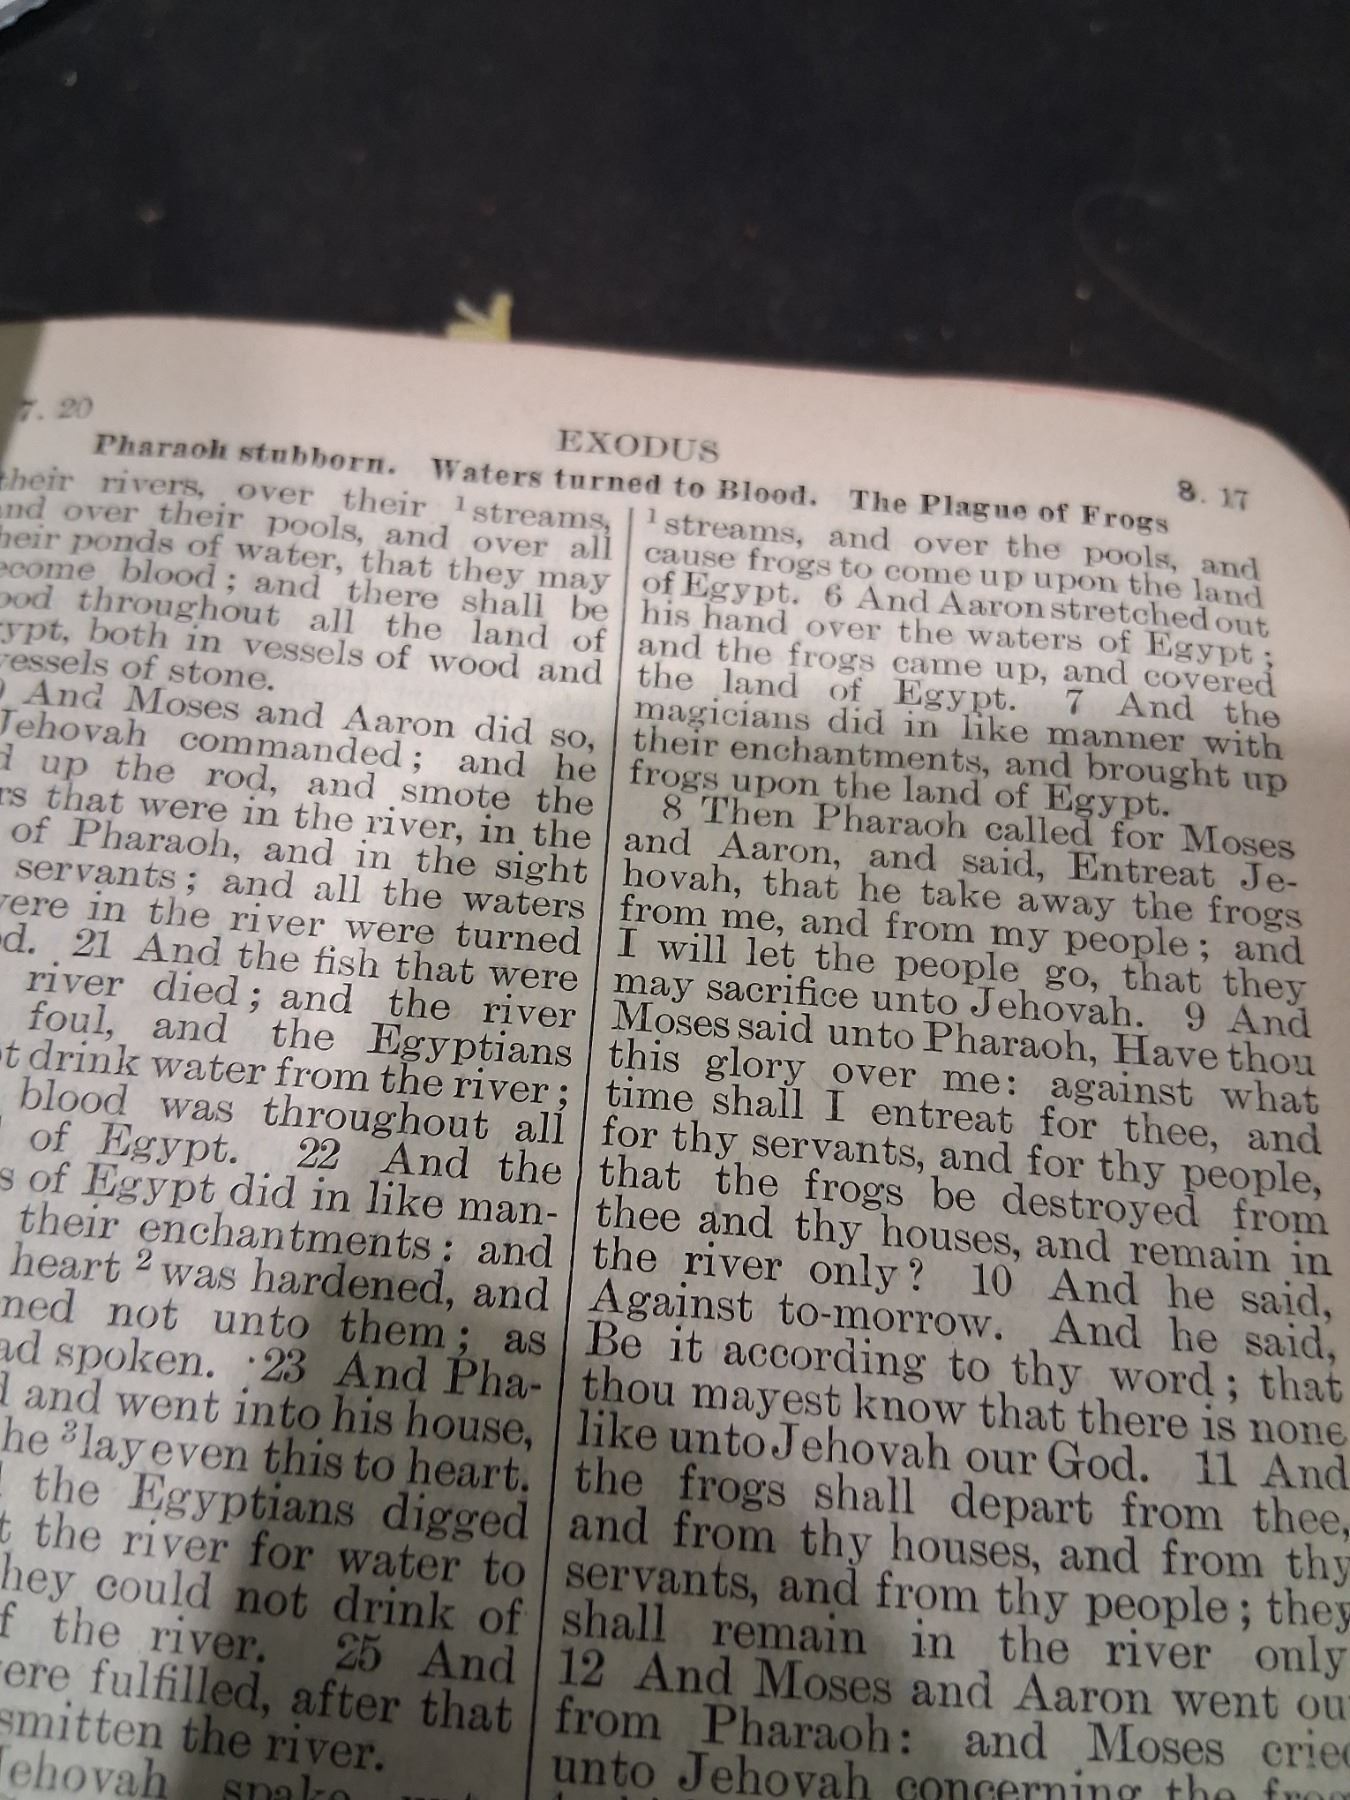 7. 20
EXODUS
8. 17
Pharaoh stubborn. Waters turned to Blood. The Plague of Frogs
their rivers, over their ¹streams,
and over their pools, and over all
their ponds of water, that they may
become blood; and there shall be
throughout all the land of
both in vessels of wood and
vessels of stone.
And Moses and Aaron did so,
Jehovah commanded; and he
up the rod, and smote the
that were in the river, in the
of Pharaoh, and in the sight
servants; and all the waters
were in the river were turned
21 And the fish that were
river died; and the river
foul, and the Egyptians
drink water from the river;
blood was throughout all
of Egypt. 22 And the
of Egypt did in like man-
their enchantments: and
heart ²was hardened, and
not unto them; as
spoken. 23 And Pha-
and went into his house,
he ³lay even this to heart.
the Egyptians digged
the river for water to
they could not drink of
the river. 25 And
were fulfilled, after that
smitten the river.
Jehovah spake
¹streams, and over the pools, and
cause frogs to come up upon the land
of Egypt. 6 And Aaron stretched out
his hand over the waters of Egypt;
and the frogs came up, and covered
the land of Egypt. 7 And the
magicians did in like manner with
their enchantments, and brought up
frogs upon the land of Egypt.
8 Then Pharaoh called for Moses
and Aaron, and said, Entreat Je-
hovah, that he take away the frogs
from me, and from my people; and
I will let the people go, that they
may sacrifice unto Jehovah. 9 And
Moses said unto Pharaoh, Have thou
this glory over me: against what
time shall I entreat for thee, and
for thy servants, and for thy people,
that the frogs be destroyed from
thee and thy houses, and remain in
the river only? 10 And he said,
Against to-morrow. And he said,
Be it according to thy word; that
thou mayest know that there is none
like unto Jehovah our God. 11 And
the frogs shall depart from thee,
and from thy houses, and from thy
servants, and from thy people; they
shall remain in the river only
12 And Moses and Aaron went ou
from Pharaoh: and Moses cried
unto Jehovah concerning the